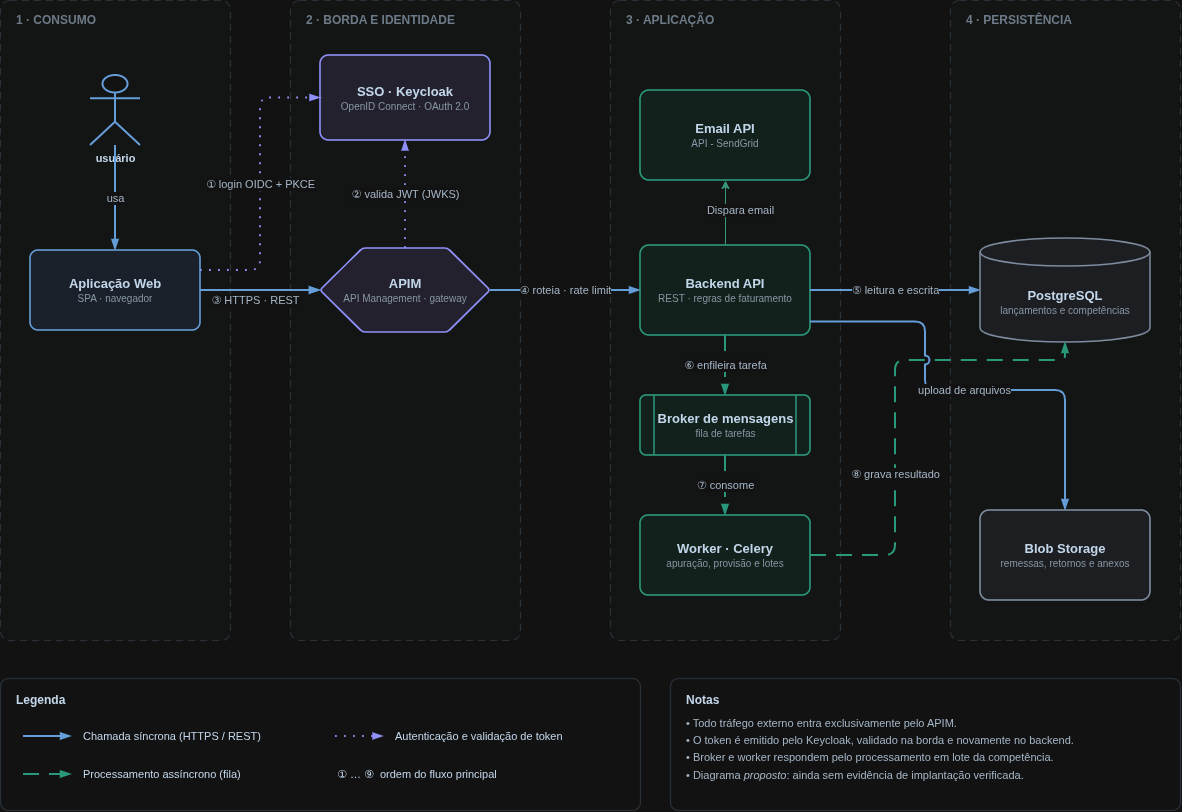 1 · CONSUMO
2 · BORDA E IDENTIDADE
3 · APLICAÇÃO
4 · PERSISTÊNCIA
usuário
usa
Aplicação Web
SPA · navegador
① login OIDC + PKCE
SSO · Keycloak
OpenID Connect · OAuth 2.0
② valida JWT (JWKS)
③ HTTPS · REST
APIM
API Management · gateway
④ roteia · rate limit
Email API
API - SendGrid
Dispara email
Backend API
REST · regras de faturamento
⑤ leitura e escrita
PostgreSQL
lançamentos e competências
⑥ enfileira tarefa
upload de arquivos
Broker de mensagens
fila de tarefas
⑦ consome
⑧ grava resultado
Worker · Celery
apuração, provisão e lotes
Blob Storage
remessas, retornos e anexos
Legenda
Chamada síncrona (HTTPS / REST)
Autenticação e validação de token
Processamento assíncrono (fila)
① … ⑨ ordem do fluxo principal
Notas
• Todo tráfego externo entra exclusivamente pelo APIM.
• O token é emitido pelo Keycloak, validado na borda e novamente no backend.
• Broker e worker respondem pelo processamento em lote da competência.
• Diagrama proposto: ainda sem evidência de implantação verificada.